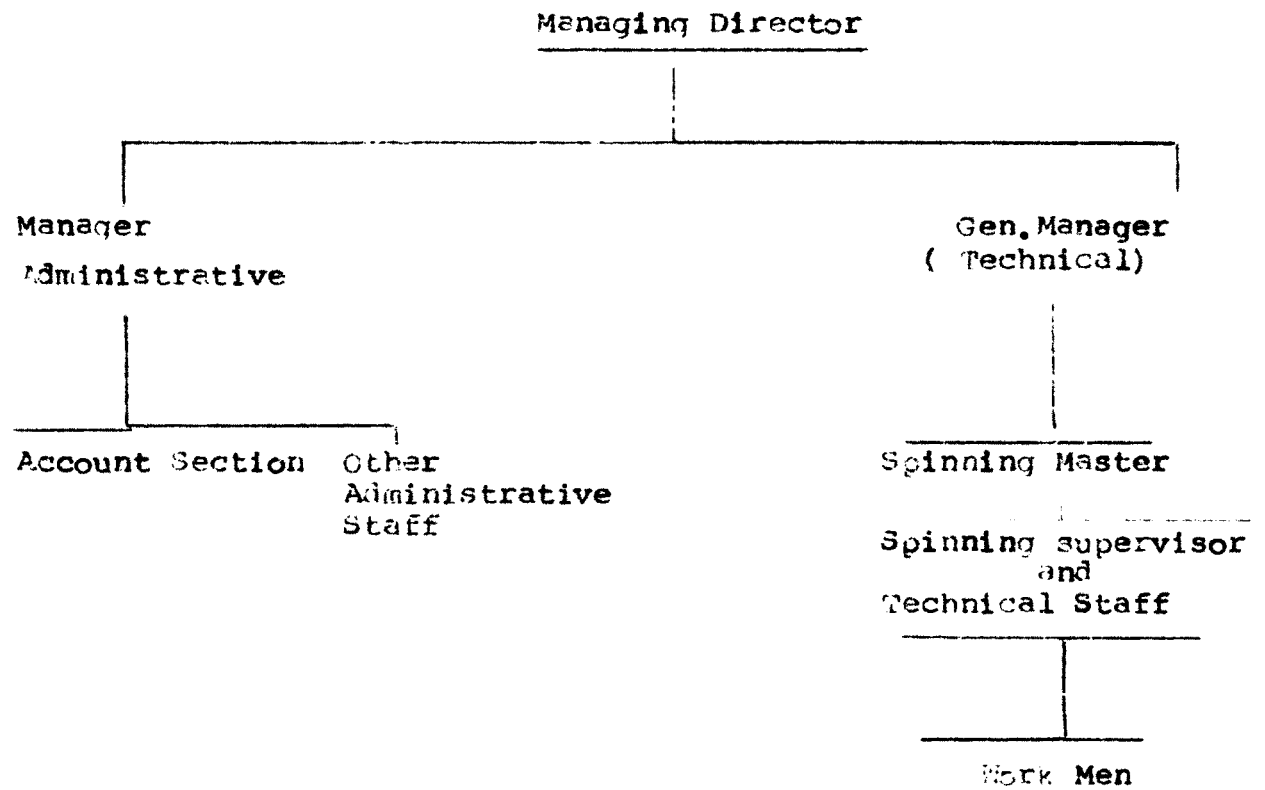 Managing Director
Manager
Administrative
Gen. Manager
( Technical)
Account Section
Other
Administrative
Staff
Spinning Master
Spinning supervisor
and
Technical Staff
Work Men